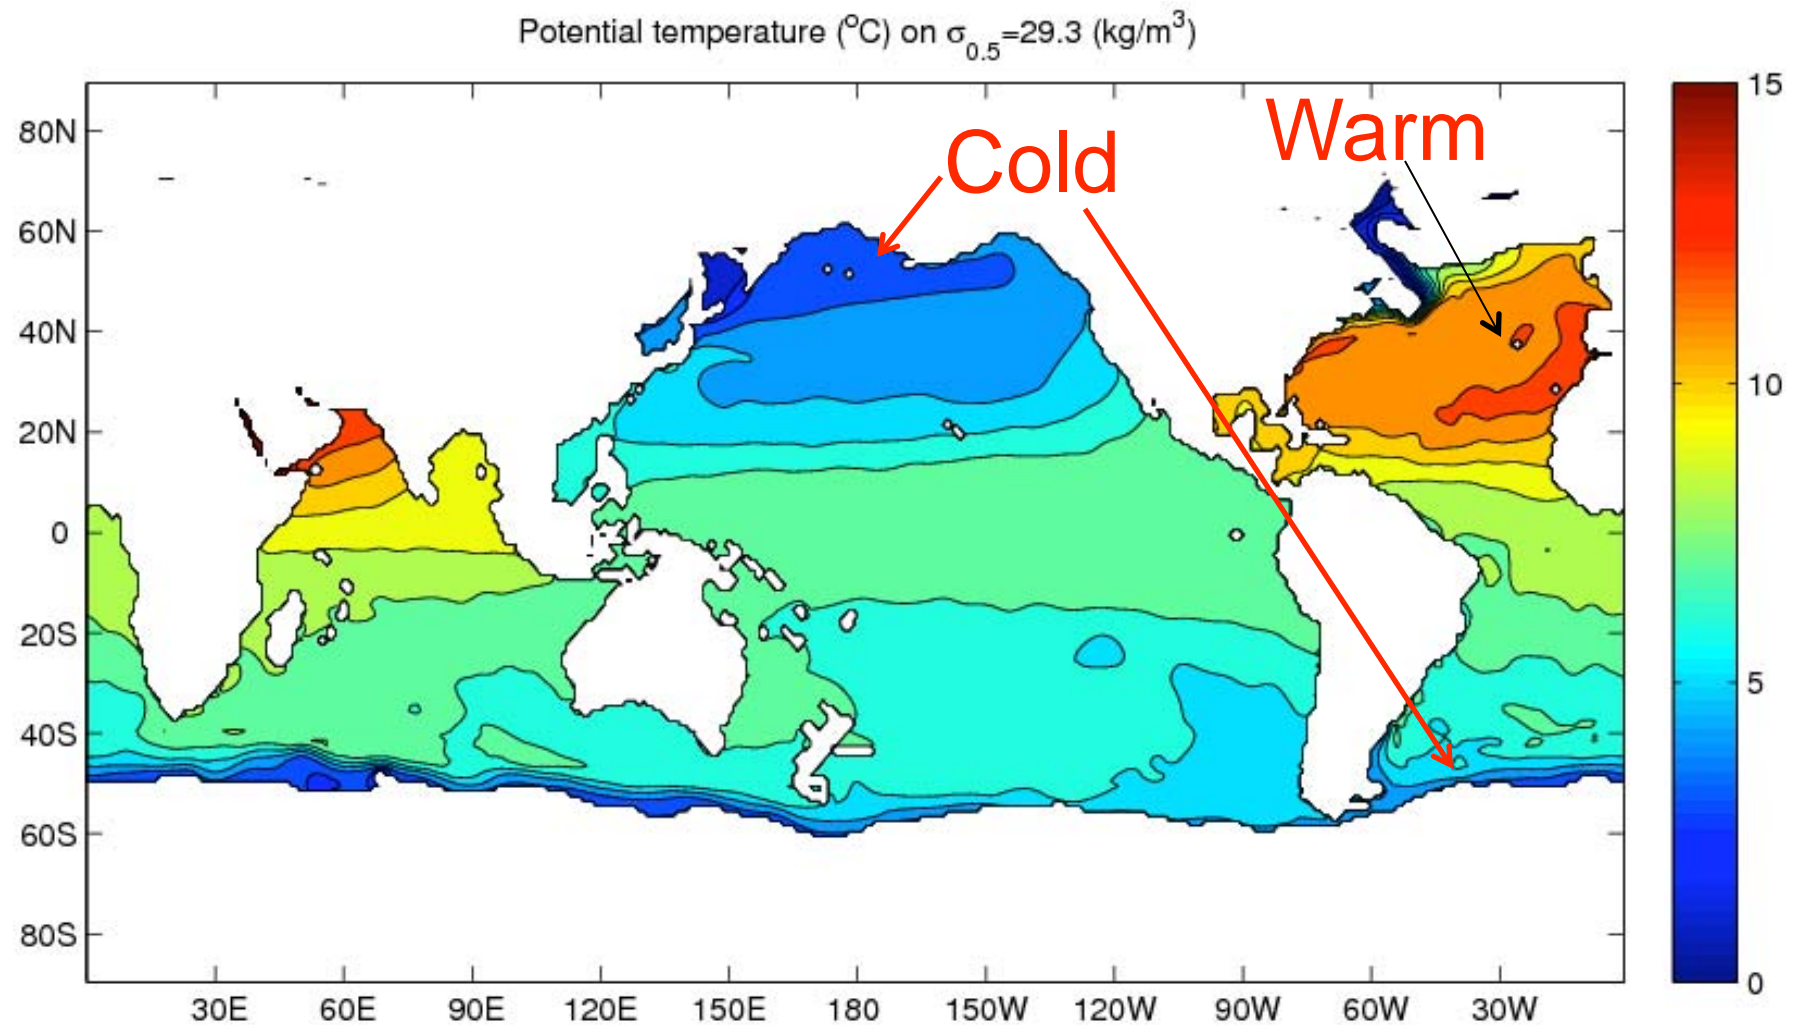 Potential temperature (°C) on σ0.5=29.3 (kg/m³)
Cold
Warm
80N
60N
40N
20N
0
20S
40S
60S
80S
30E 60E 90E 120E 150E 180 150W 120W 90W 60W 30W
15
10
5
0